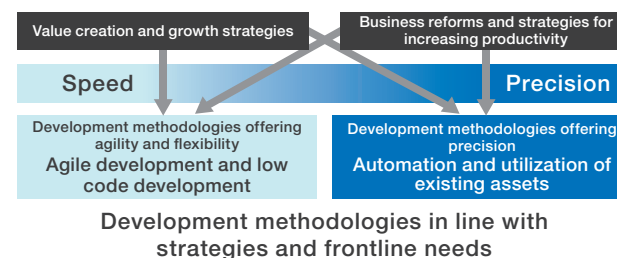 Value creation and growth strategies
Business reforms and strategies for
increasing productivity
Speed
Precision
Development methodologies offering
agility and flexibility
Agile development and low
code development
Development methodologies offering
precision
Automation and utilization of
existing assets
Development methodologies in line with
strategies and frontline needs